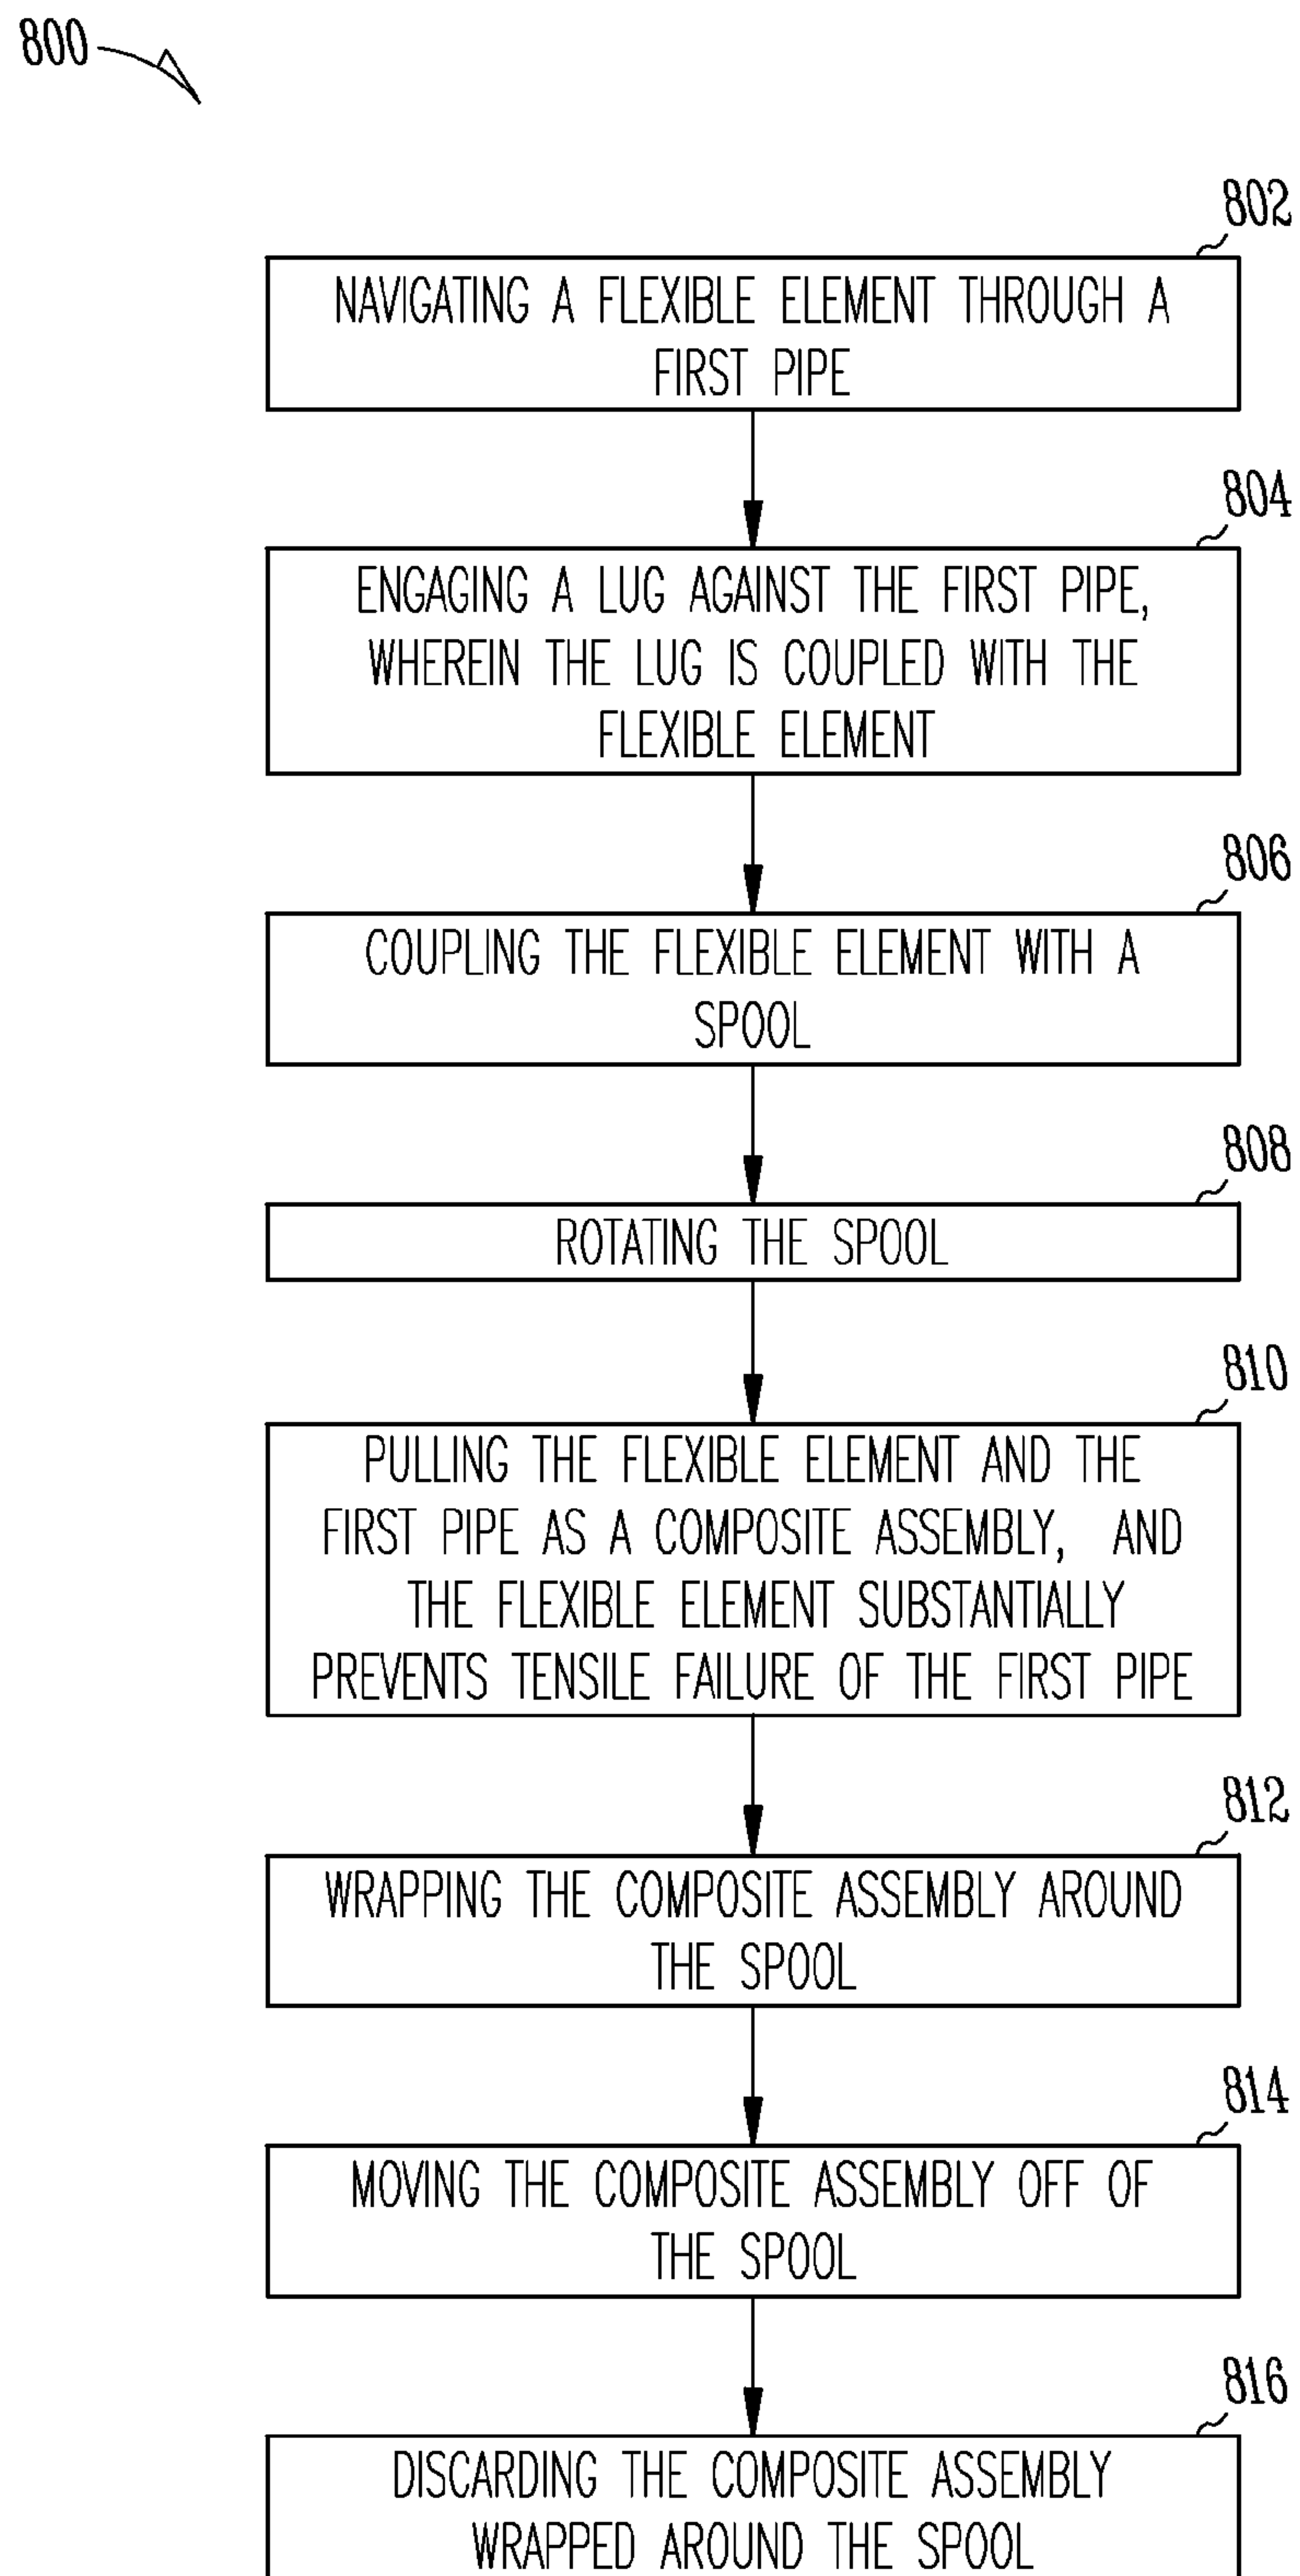 800
802
NAVIGATING A FLEXIBLE ELEMENT THROUGH A
FIRST PIPE
804
ENGAGING A LUG AGAINST THE FIRST PIPE,
WHEREIN THE LUG IS COUPLED WITH THE
FLEXIBLE ELEMENT
806
COUPLING THE FLEXIBLE ELEMENT WITH A
SPOOL
808
ROTATING THE SPOOL
810
PULLING THE FLEXIBLE ELEMENT AND THE
FIRST PIPE AS A COMPOSITE ASSEMBLY, AND
THE FLEXIBLE ELEMENT SUBSTANTIALLY
PREVENTS TENSILE FAILURE OF THE FIRST PIPE
812
WRAPPING THE COMPOSITE ASSEMBLY AROUND
THE SPOOL
814
MOVING THE COMPOSITE ASSEMBLY OFF OF
THE SPOOL
816
DISCARDING THE COMPOSITE ASSEMBLY
WRAPPED AROUND THE SPOOL